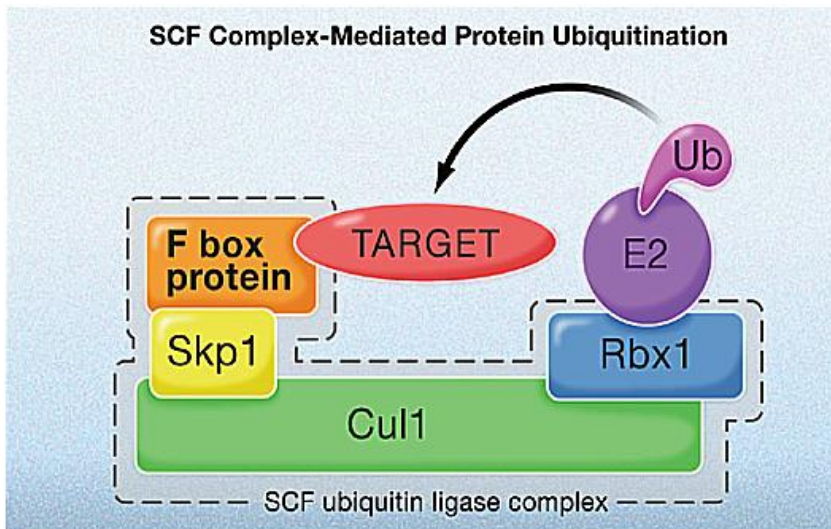 SCF Complex-Mediated Protein Ubiquitination
Ub
F box
protein
TARGET
E2
Skp1
Rbx1
Cul1
SCF ubiquitin ligase complex